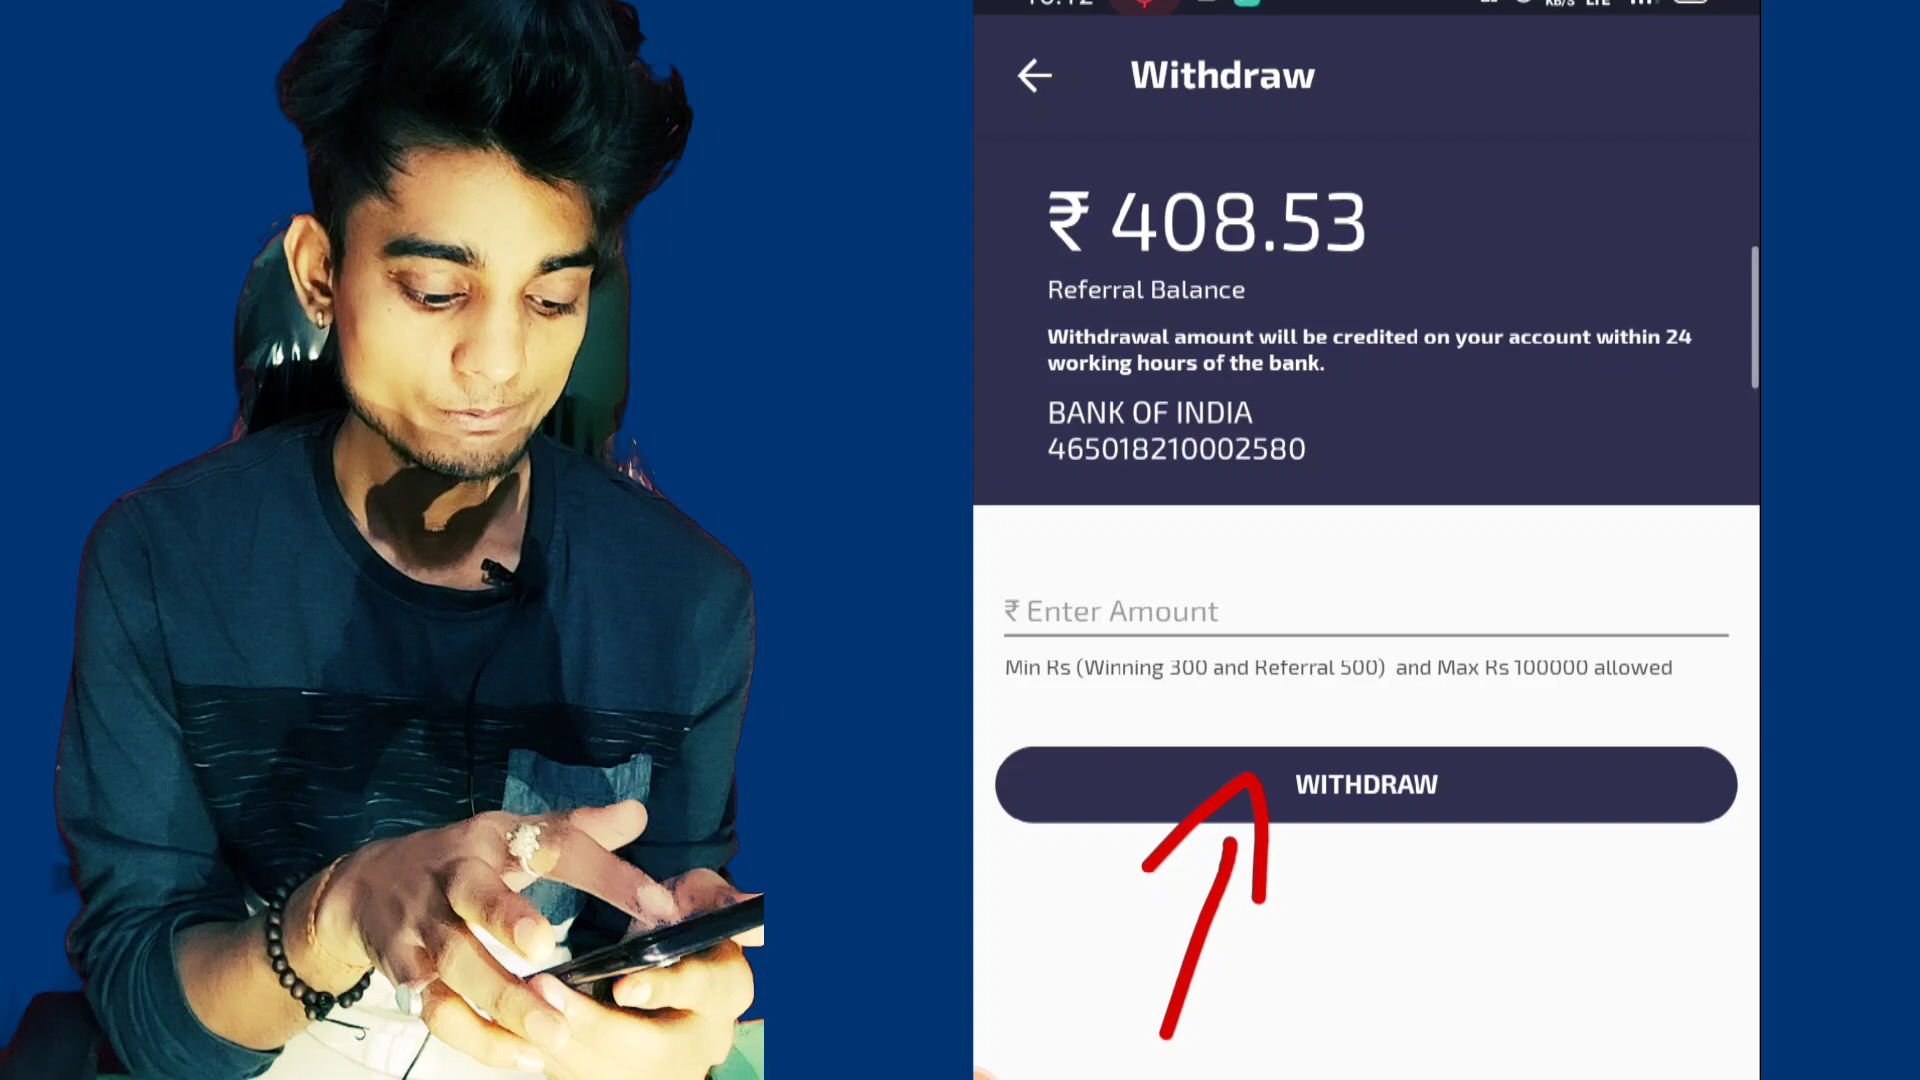 Withdraw
₹ 408.53
Referral Balance
Withdrawal amount will be credited on your account within 24
working hours of the bank.
BANK OF INDIA
465018210002580
₹ Enter Amount
Min Rs (Winning 300 and Referral 500) and Max Rs 100000 allowed
WITHDRAW